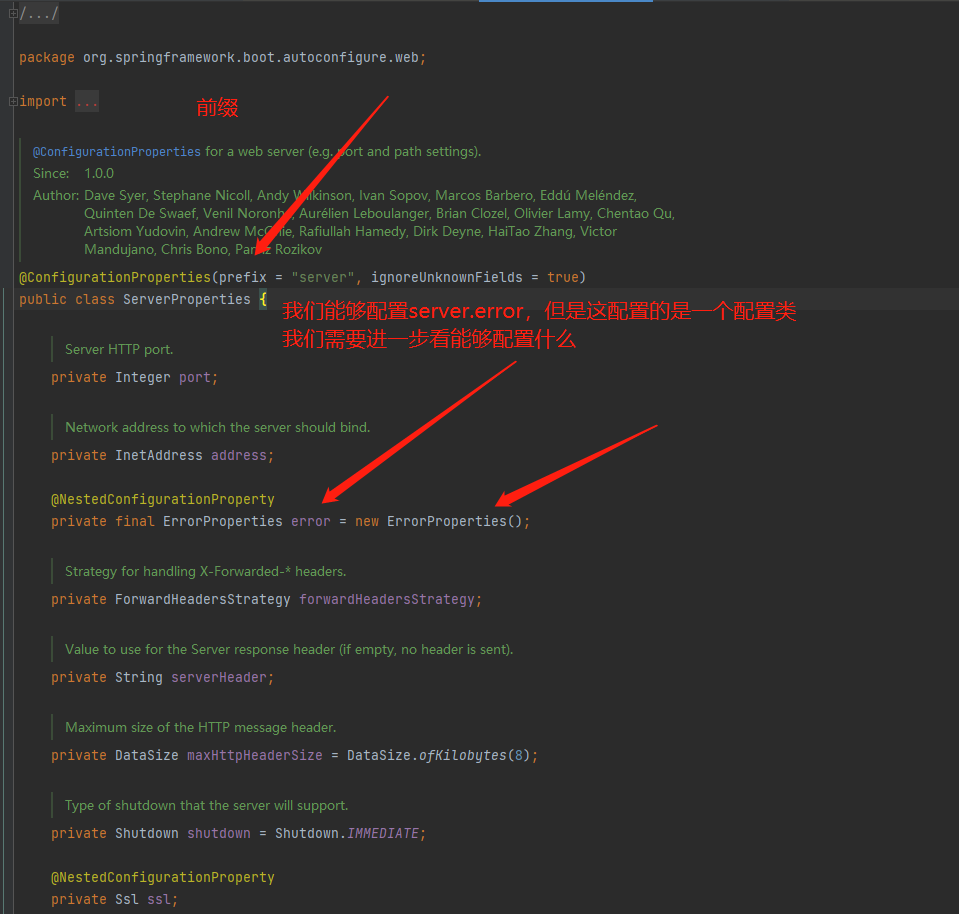 /.../
package org.springframework.boot.autoconfigure.web;
import ...
前缀
@ConfigurationProperties for a web server (e.g. port and path settings).
Since: 1.0.0
Author: Dave Syer, Stephane Nicoll, Andy Wilkinson, Ivan Sopov, Marcos Barbero, Eddú Meléndez,
Quinten De Swaef, Venil Noronha, Aurélien Leboulanger, Brian Clozel, Olivier Lamy, Chentao Qu,
Artsiom Yudovin, Andrew McGhie, Rafiullah Hamedy, Dirk Deyne, HaiTao Zhang, Victor
Mandujano, Chris Bono, Parviz Rozikov
@ConfigurationProperties(prefix = "server", ignoreUnknownFields = true)
public class ServerProperties {
我们能够配置server.error，但是这配置的是一个配置类
我们需要进一步看能够配置什么
Server HTTP port.
private Integer port;
Network address to which the server should bind.
private InetAddress address;
@NestedConfigurationProperty
private final ErrorProperties error = new ErrorProperties();
Strategy for handling X-Forwarded-* headers.
private ForwardHeadersStrategy forwardHeadersStrategy;
Value to use for the Server response header (if empty, no header is sent).
private String serverHeader;
Maximum size of the HTTP message header.
private DataSize maxHttpHeaderSize = DataSize.ofKilobytes(8);
Type of shutdown that the server will support.
private Shutdown shutdown = Shutdown.IMMEDIATE;
@NestedConfigurationProperty
private Ssl ssl;